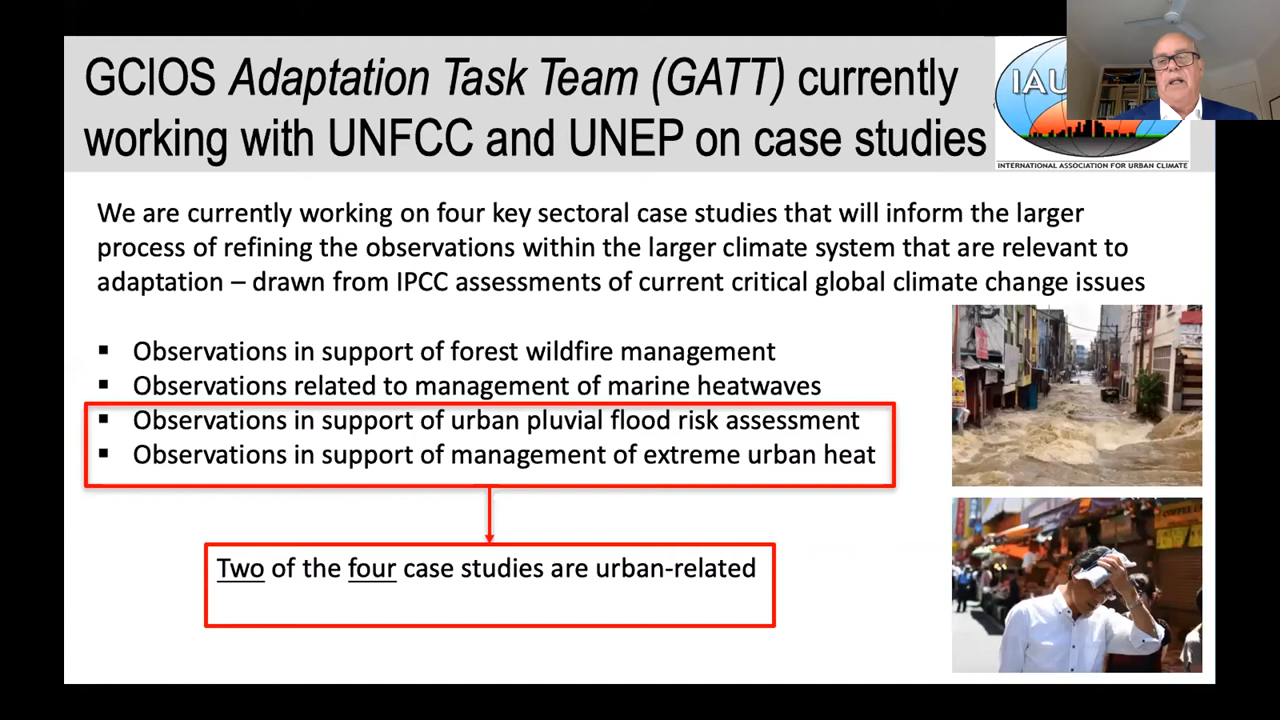 GCIOS Adaptation Task Team (GATT) currently
working with UNFCC and UNEP on case studies
IAU
INTERNATIONAL ASSOCIATION FOR URBAN CLIMATE
We are currently working on four key sectoral case studies that will inform the larger
process of refining the observations within the larger climate system that are relevant to
adaptation – drawn from IPCC assessments of current critical global climate change issues
▪ Observations in support of forest wildfire management
▪ Observations related to management of marine heatwaves
▪ Observations in support of urban pluvial flood risk assessment
▪ Observations in support of management of extreme urban heat
Two of the four case studies are urban-related